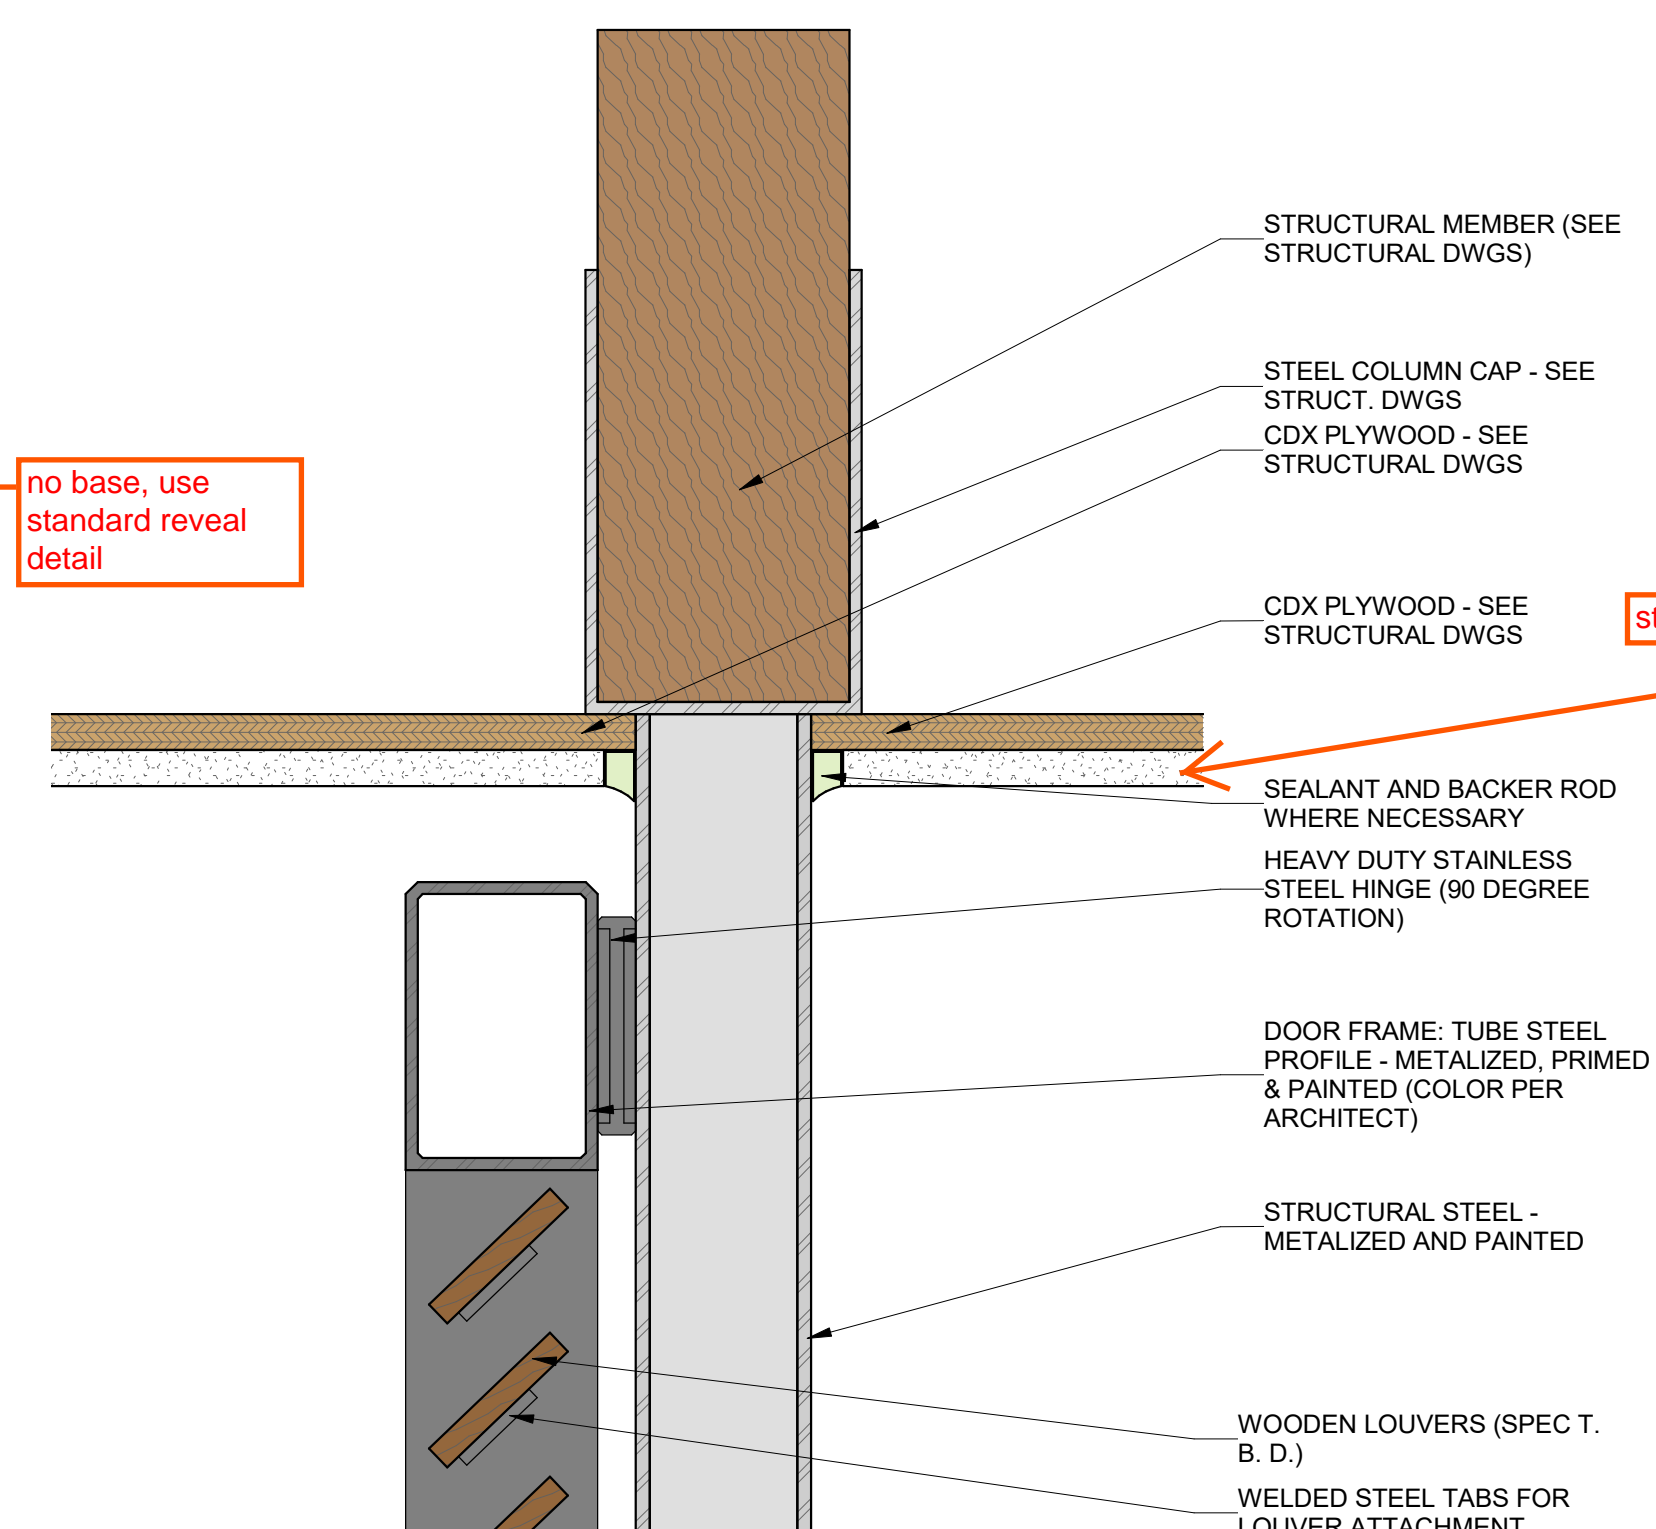 STRUCTURAL MEMBER (SEE
STRUCTURAL DWGS)
STEEL COLUMN CAP - SEE
STRUCT. DWGS
CDX PLYWOOD - SEE
STRUCTURAL DWGS
no base, use
standard reveal
detail
CDX PLYWOOD - SEE
STRUCTURAL DWGS
SEALANT AND BACKER ROD
WHERE NECESSARY
HEAVY DUTY STAINLESS
STEEL HINGE (90 DEGREE
ROTATION)
DOOR FRAME: TUBE STEEL
PROFILE - METALIZED, PRIMED
& PAINTED (COLOR PER
ARCHITECT)
STRUCTURAL STEEL -
METALIZED AND PAINTED
WOODEN LOUVERS (SPEC T.
B. D.)
WELDED STEEL TABS FOR
LOUVER ATTACHMENT